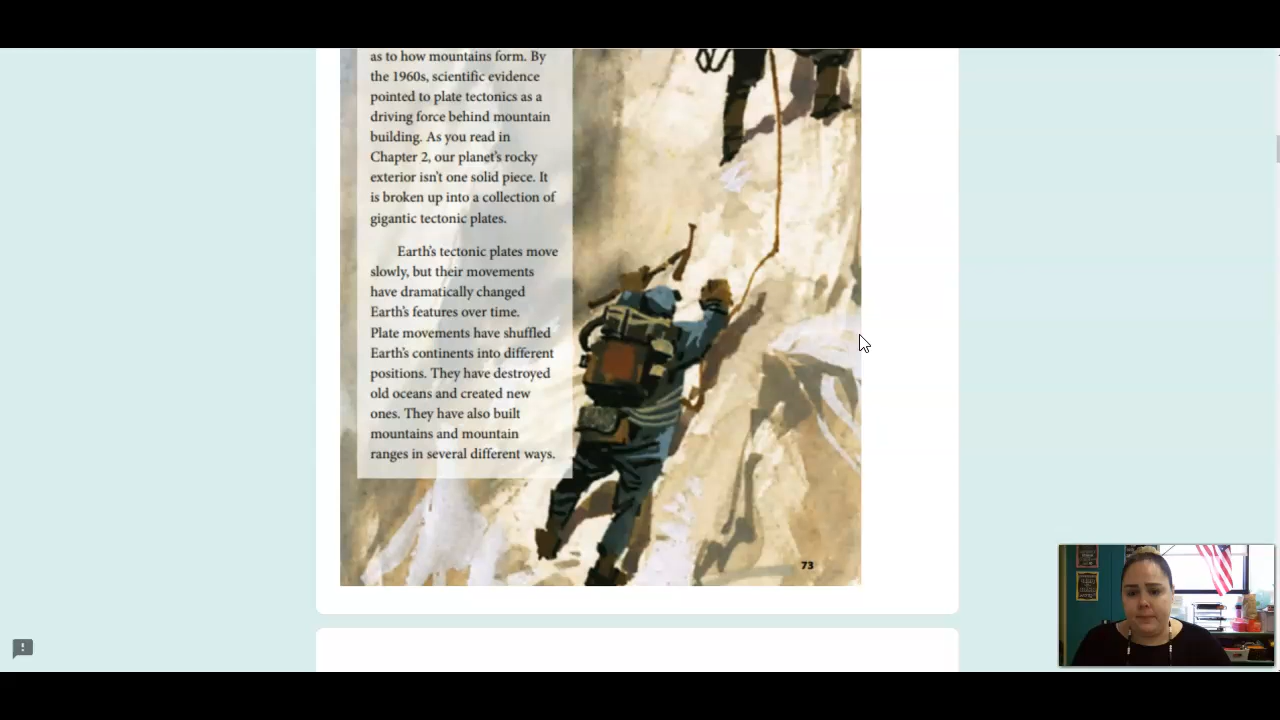 as to how mountains form. By
the 1960s, scientific evidence
pointed to plate tectonics as a
driving force behind mountain
building. As you read in
Chapter 2, our planet's rocky
exterior isn't one solid piece. It
is broken up into a collection of
gigantic tectonic plates.
Earth's tectonic plates move
slowly, but their movements
have dramatically changed
Earth's features over time.
Plate movements have shuffled
Earth's continents into different
positions. They have destroyed
old oceans and created new
ones. They have also built
mountains and mountain
ranges in several different ways.
73